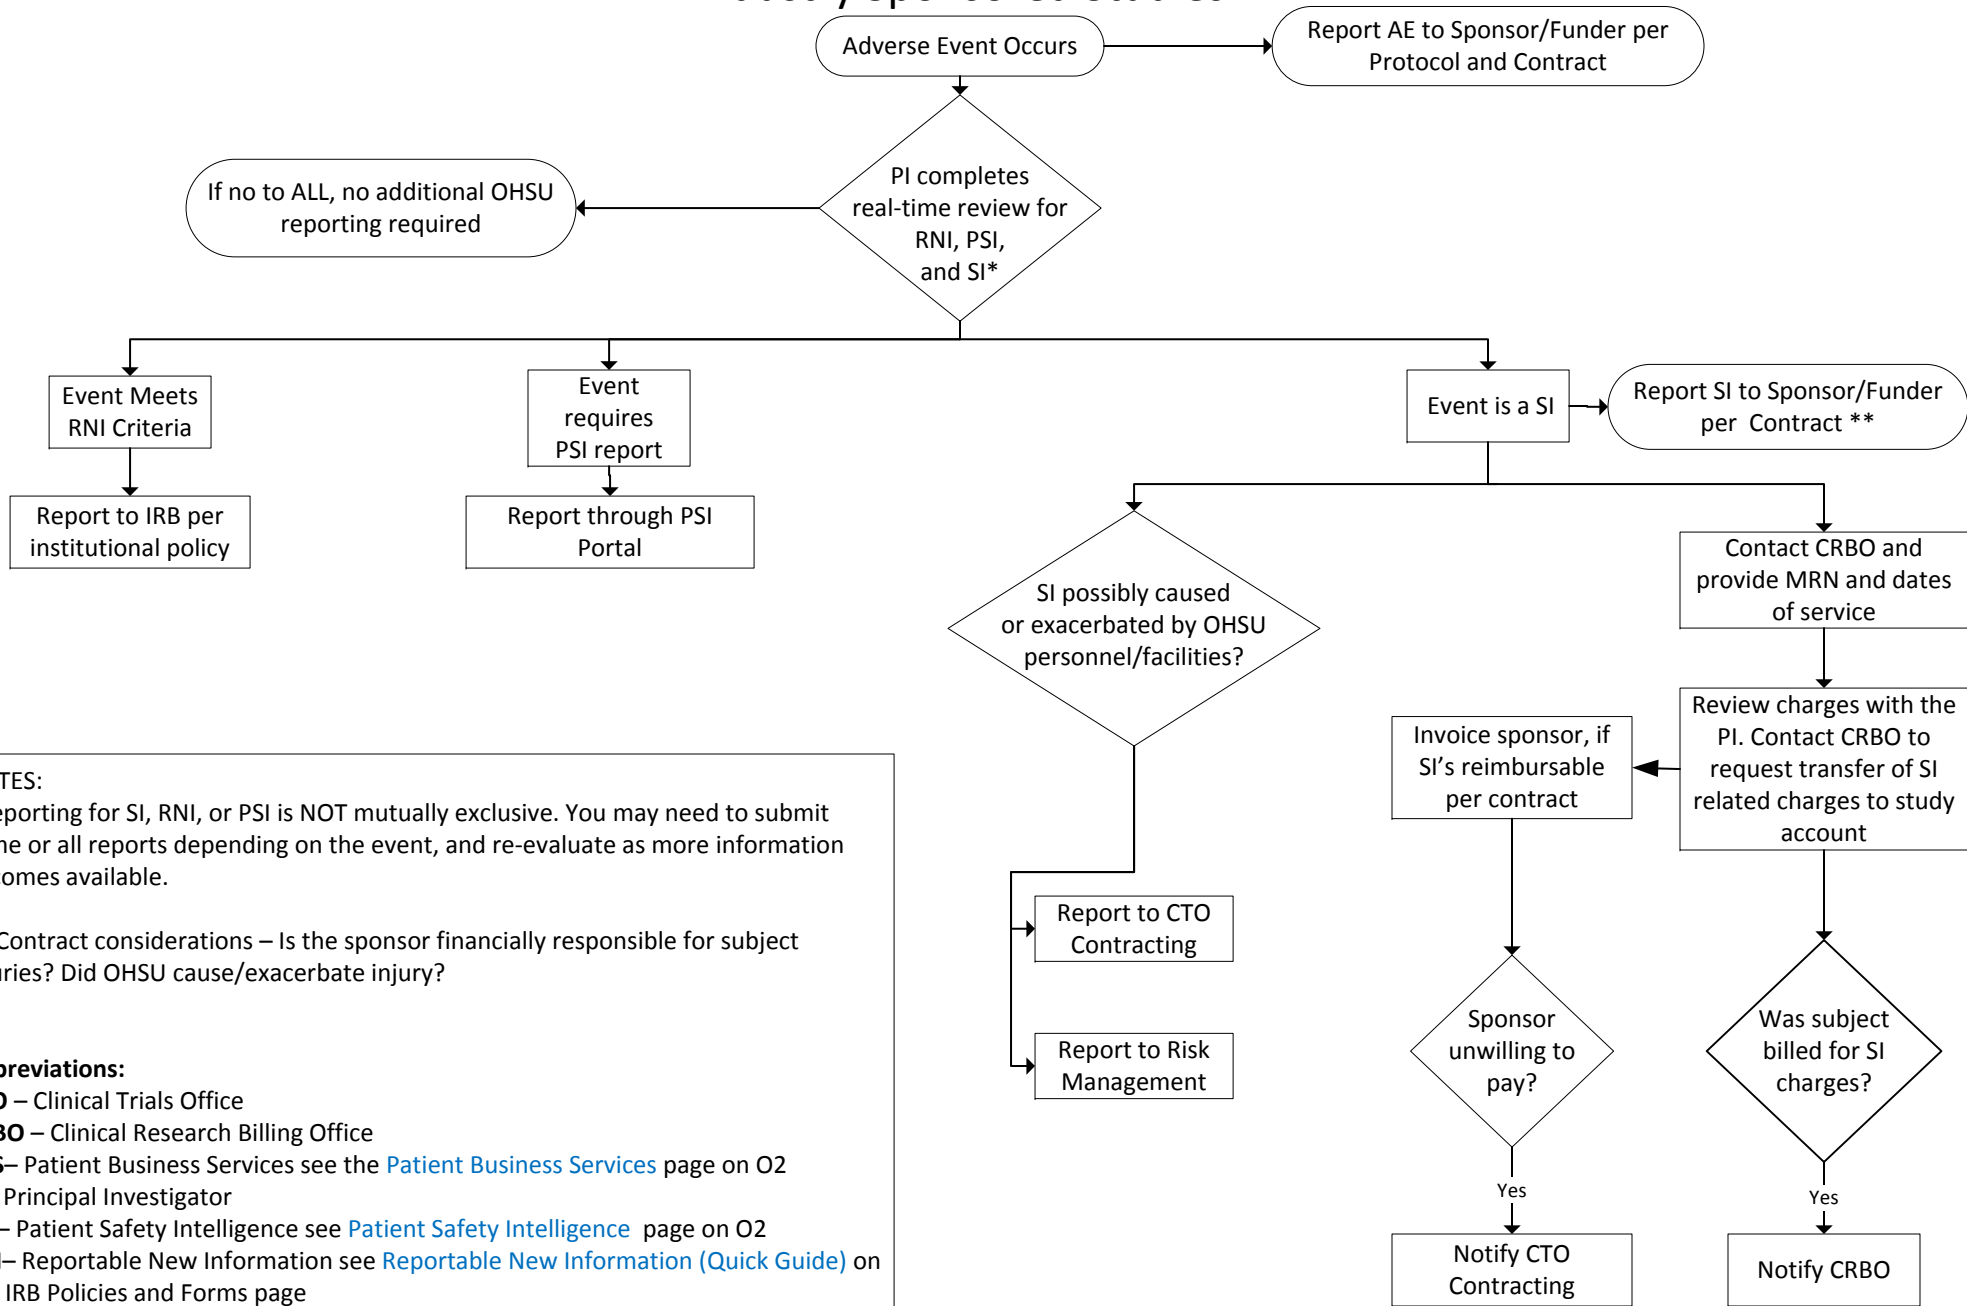 Adverse Event Occurs
Report AE to Sponsor/Funder per
Protocol and Contract
If no to ALL, no additional OHSU
reporting required
PI completes
real-time review for
RNI, PSI,
and SI*
Event Meets
RNI Criteria
Event
requires
PSI report
Event is a SI
Report SI to Sponsor/Funder
per Contract **
Report to IRB per
institutional policy
Report through PSI
Portal
SI possibly caused
or exacerbated by OHSU
personnel/facilities?
Contact CRBO and
provide MRN and dates
of service
Invoice sponsor, if
SI’s reimbursable
per contract
Review charges with the
PI. Contact CRBO to
request transfer of SI
related charges to study
account
Report to CTO
Contracting
Report to Risk
Management
Sponsor
unwilling to
pay?
Was subject
billed for SI
charges?
Yes
Yes
Notify CTO
Contracting
Notify CRBO
TES:
porting for SI, RNI, or PSI is NOT mutually exclusive. You may need to submit
ne or all reports depending on the event, and re-evaluate as more information
comes available.
Contract considerations – Is the sponsor financially responsible for subject
uries? Did OHSU cause/exacerbate injury?
breviations:
O – Clinical Trials Office
BO – Clinical Research Billing Office
S– Patient Business Services see the Patient Business Services page on O2
Principal Investigator
– Patient Safety Intelligence see Patient Safety Intelligence page on O2
– Reportable New Information see Reportable New Information (Quick Guide) on
IRB Policies and Forms page